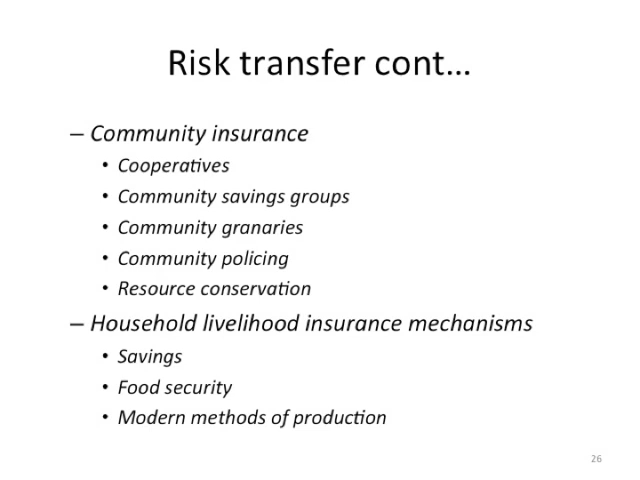 Risk transfer cont...
– Community insurance
• Cooperatives
• Community savings groups
• Community granaries
• Community policing
• Resource conservation
– Household livelihood insurance mechanisms
• Savings
• Food security
• Modern methods of production
26